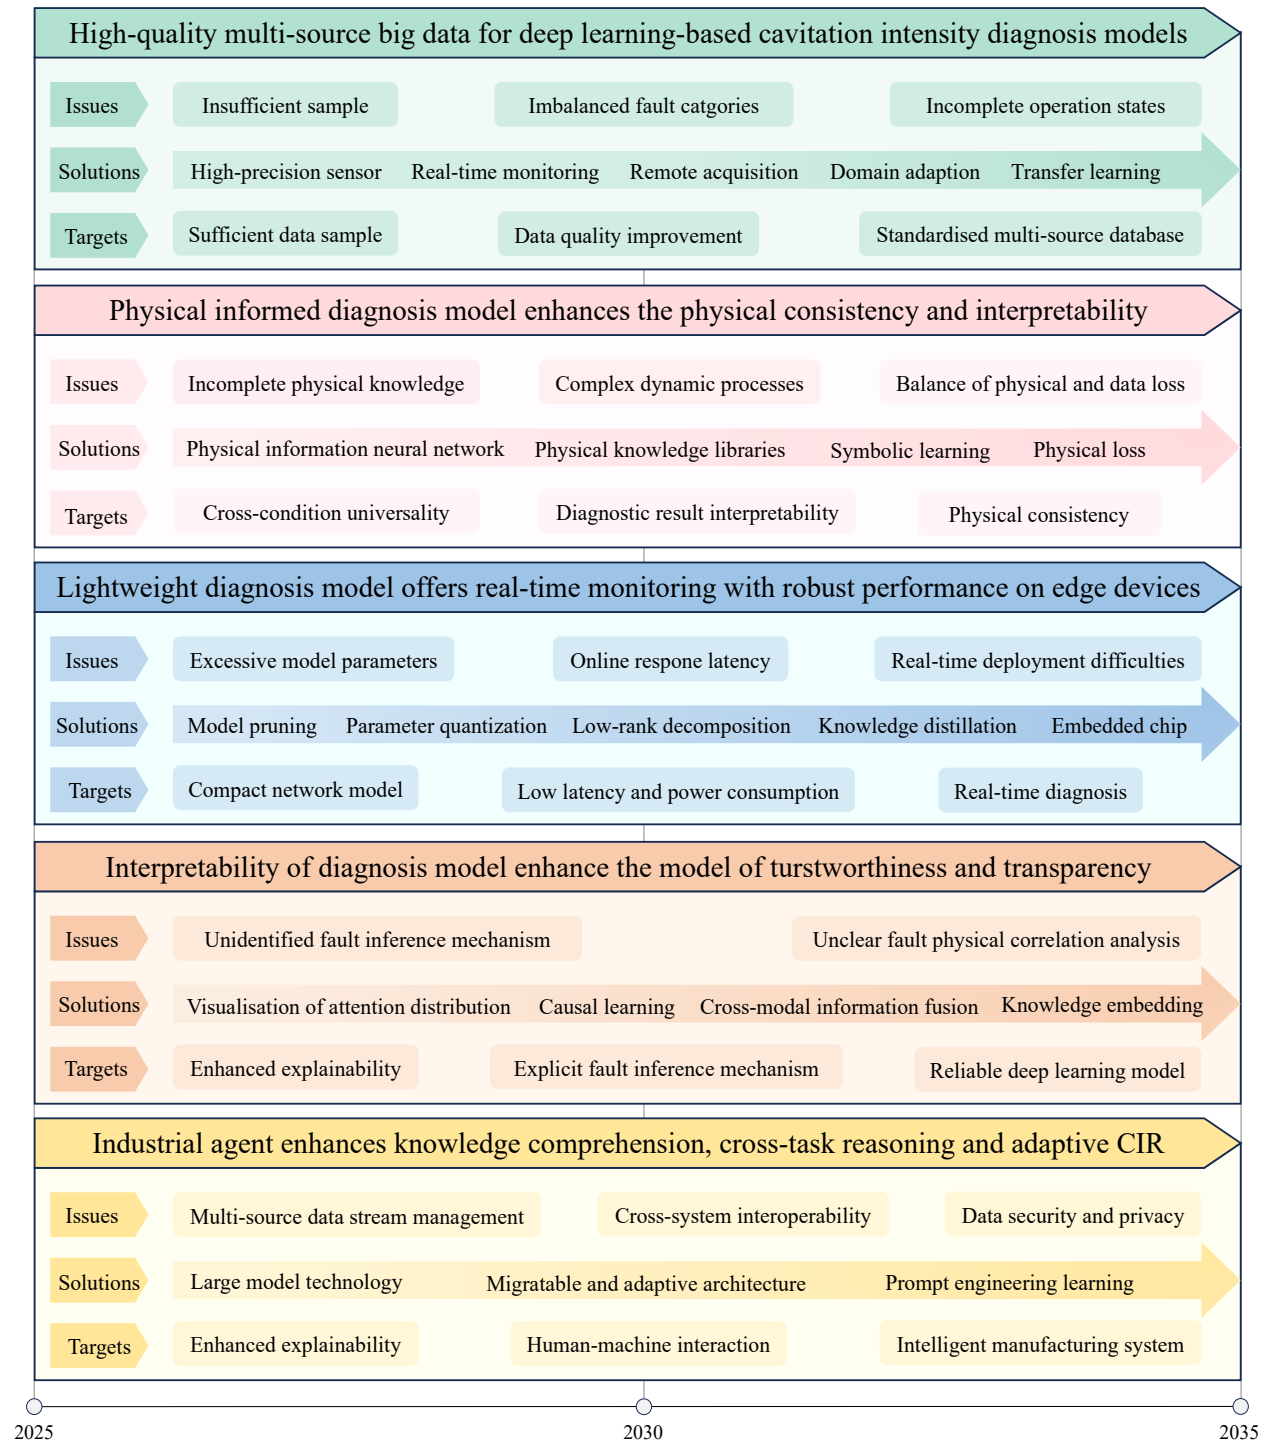 High-quality multi-source big data for deep learning-based cavitation intensity diagnosis models
Issues
Insufficient sample
Imbalanced fault catgories
Incomplete operation states
Solutions
High-precision sensor
Real-time monitoring
Remote acquisition
Domain adaption
Transfer learning
Targets
Sufficient data sample
Data quality improvement
Standardised multi-source database
Physical informed diagnosis model enhances the physical consistency and interpretability
Issues
Incomplete physical knowledge
Complex dynamic processes
Balance of physical and data loss
Solutions
Physical information neural network
Physical knowledge libraries
Symbolic learning
Physical loss
Targets
Cross-condition universality
Diagnostic result interpretability
Physical consistency
Lightweight diagnosis model offers real-time monitoring with robust performance on edge devices
Issues
Excessive model parameters
Online respone latency
Real-time deployment difficulties
Solutions
Model pruning
Parameter quantization
Low-rank decomposition
Knowledge distillation
Embedded chip
Targets
Compact network model
Low latency and power consumption
Real-time diagnosis
Interpretability of diagnosis model enhance the model of turstworthiness and transparency
Issues
Unidentified fault inference mechanism
Unclear fault physical correlation analysis
Solutions
Visualisation of attention distribution
Causal learning
Cross-modal information fusion
Knowledge embedding
Targets
Enhanced explainability
Explicit fault inference mechanism
Reliable deep learning model
Industrial agent enhances knowledge comprehension, cross-task reasoning and adaptive CIR
Issues
Multi-source data stream management
Cross-system interoperability
Data security and privacy
Solutions
Large model technology
Migratable and adaptive architecture
Prompt engineering learning
Targets
Enhanced explainability
Human-machine interaction
Intelligent manufacturing system
2025
2030
2035